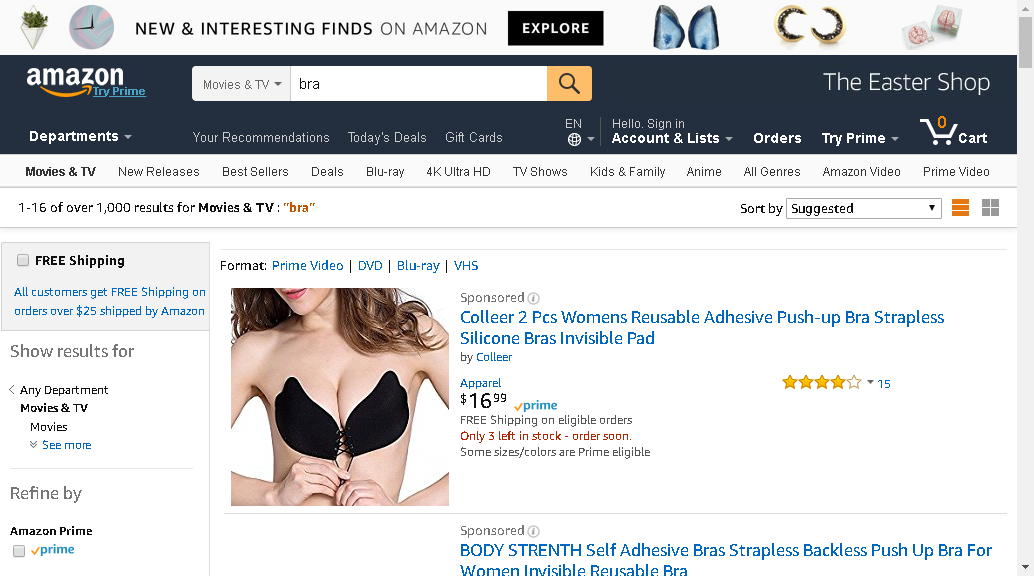 NEW & INTERESTING FINDS ON AMAZON EXPLORE
amazon
Try Prime
Movies & TV bra
The Easter Shop
Departments
Your Recommendations Today's Deals Gift Cards
EN
Hello. Sign in
Account & Lists
Orders
Try Prime
0
Cart
Movies & TV New Releases Best Sellers Deals Blu-ray 4K Ultra HD TV Shows Kids & Family Anime All Genres Amazon Video Prime Video
1-16 of over 1,000 results for Movies & TV : "bra"
Sort by Suggested
FREE Shipping
All customers get FREE Shipping on
orders over $25 shipped by Amazon
Show results for
Any Department
Movies & TV
Movies
See more
Refine by
Amazon Prime
prime
Format: Prime Video | DVD | Blu-ray | VHS
Sponsored
Colleer 2 Pcs Womens Reusable Adhesive Push-up Bra Strapless
Silicone Bras Invisible Pad
by Colleer
Apparel
$16 99 prime
FREE Shipping on eligible orders
Only 3 left in stock - order soon.
Some sizes/colors are Prime eligible
15
Sponsored
BODY STRENTH Self Adhesive Bras Strapless Backless Push Up Bra For
Women Invisible Reusable Bra